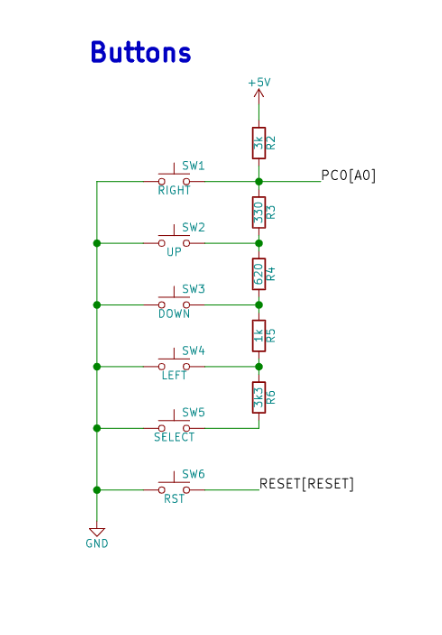 Buttons
+5V
3k R2
SW1
RIGHT
PC0[A0]
330 R3
SW2
UP
620 R4
SW3
DOWN
1k R5
SW4
LEFT
3k3 R6
SW5
SELECT
SW6
RST
RESET[RESET]
GND